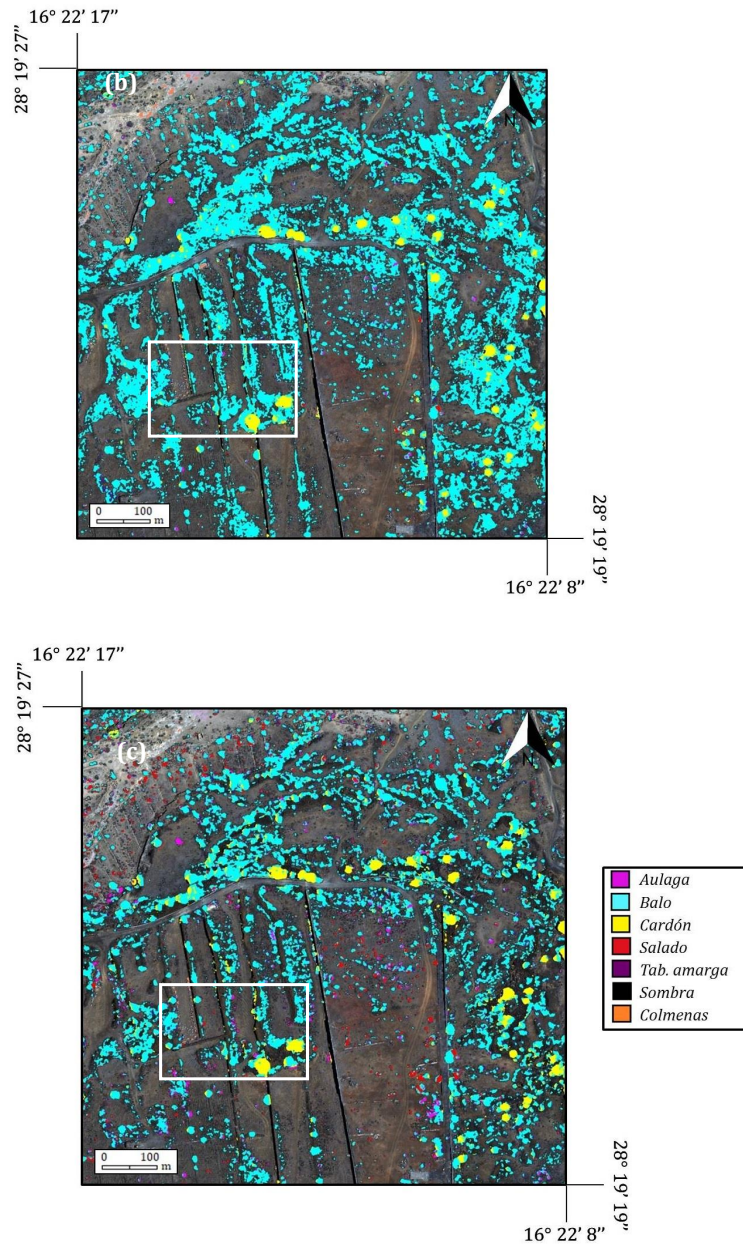 16° 22’ 17”
28° 19’ 27”
(b)
N
0 100
m
28° 19’ 19”
16° 22’ 8”
16° 22’ 17”
28° 19’ 27”
(c)
N
0 100
m
Aulaga
Balo
Cardón
Salado
Tab. amarga
Sombra
Colmenas
28° 19’ 19”
16° 22’ 8”